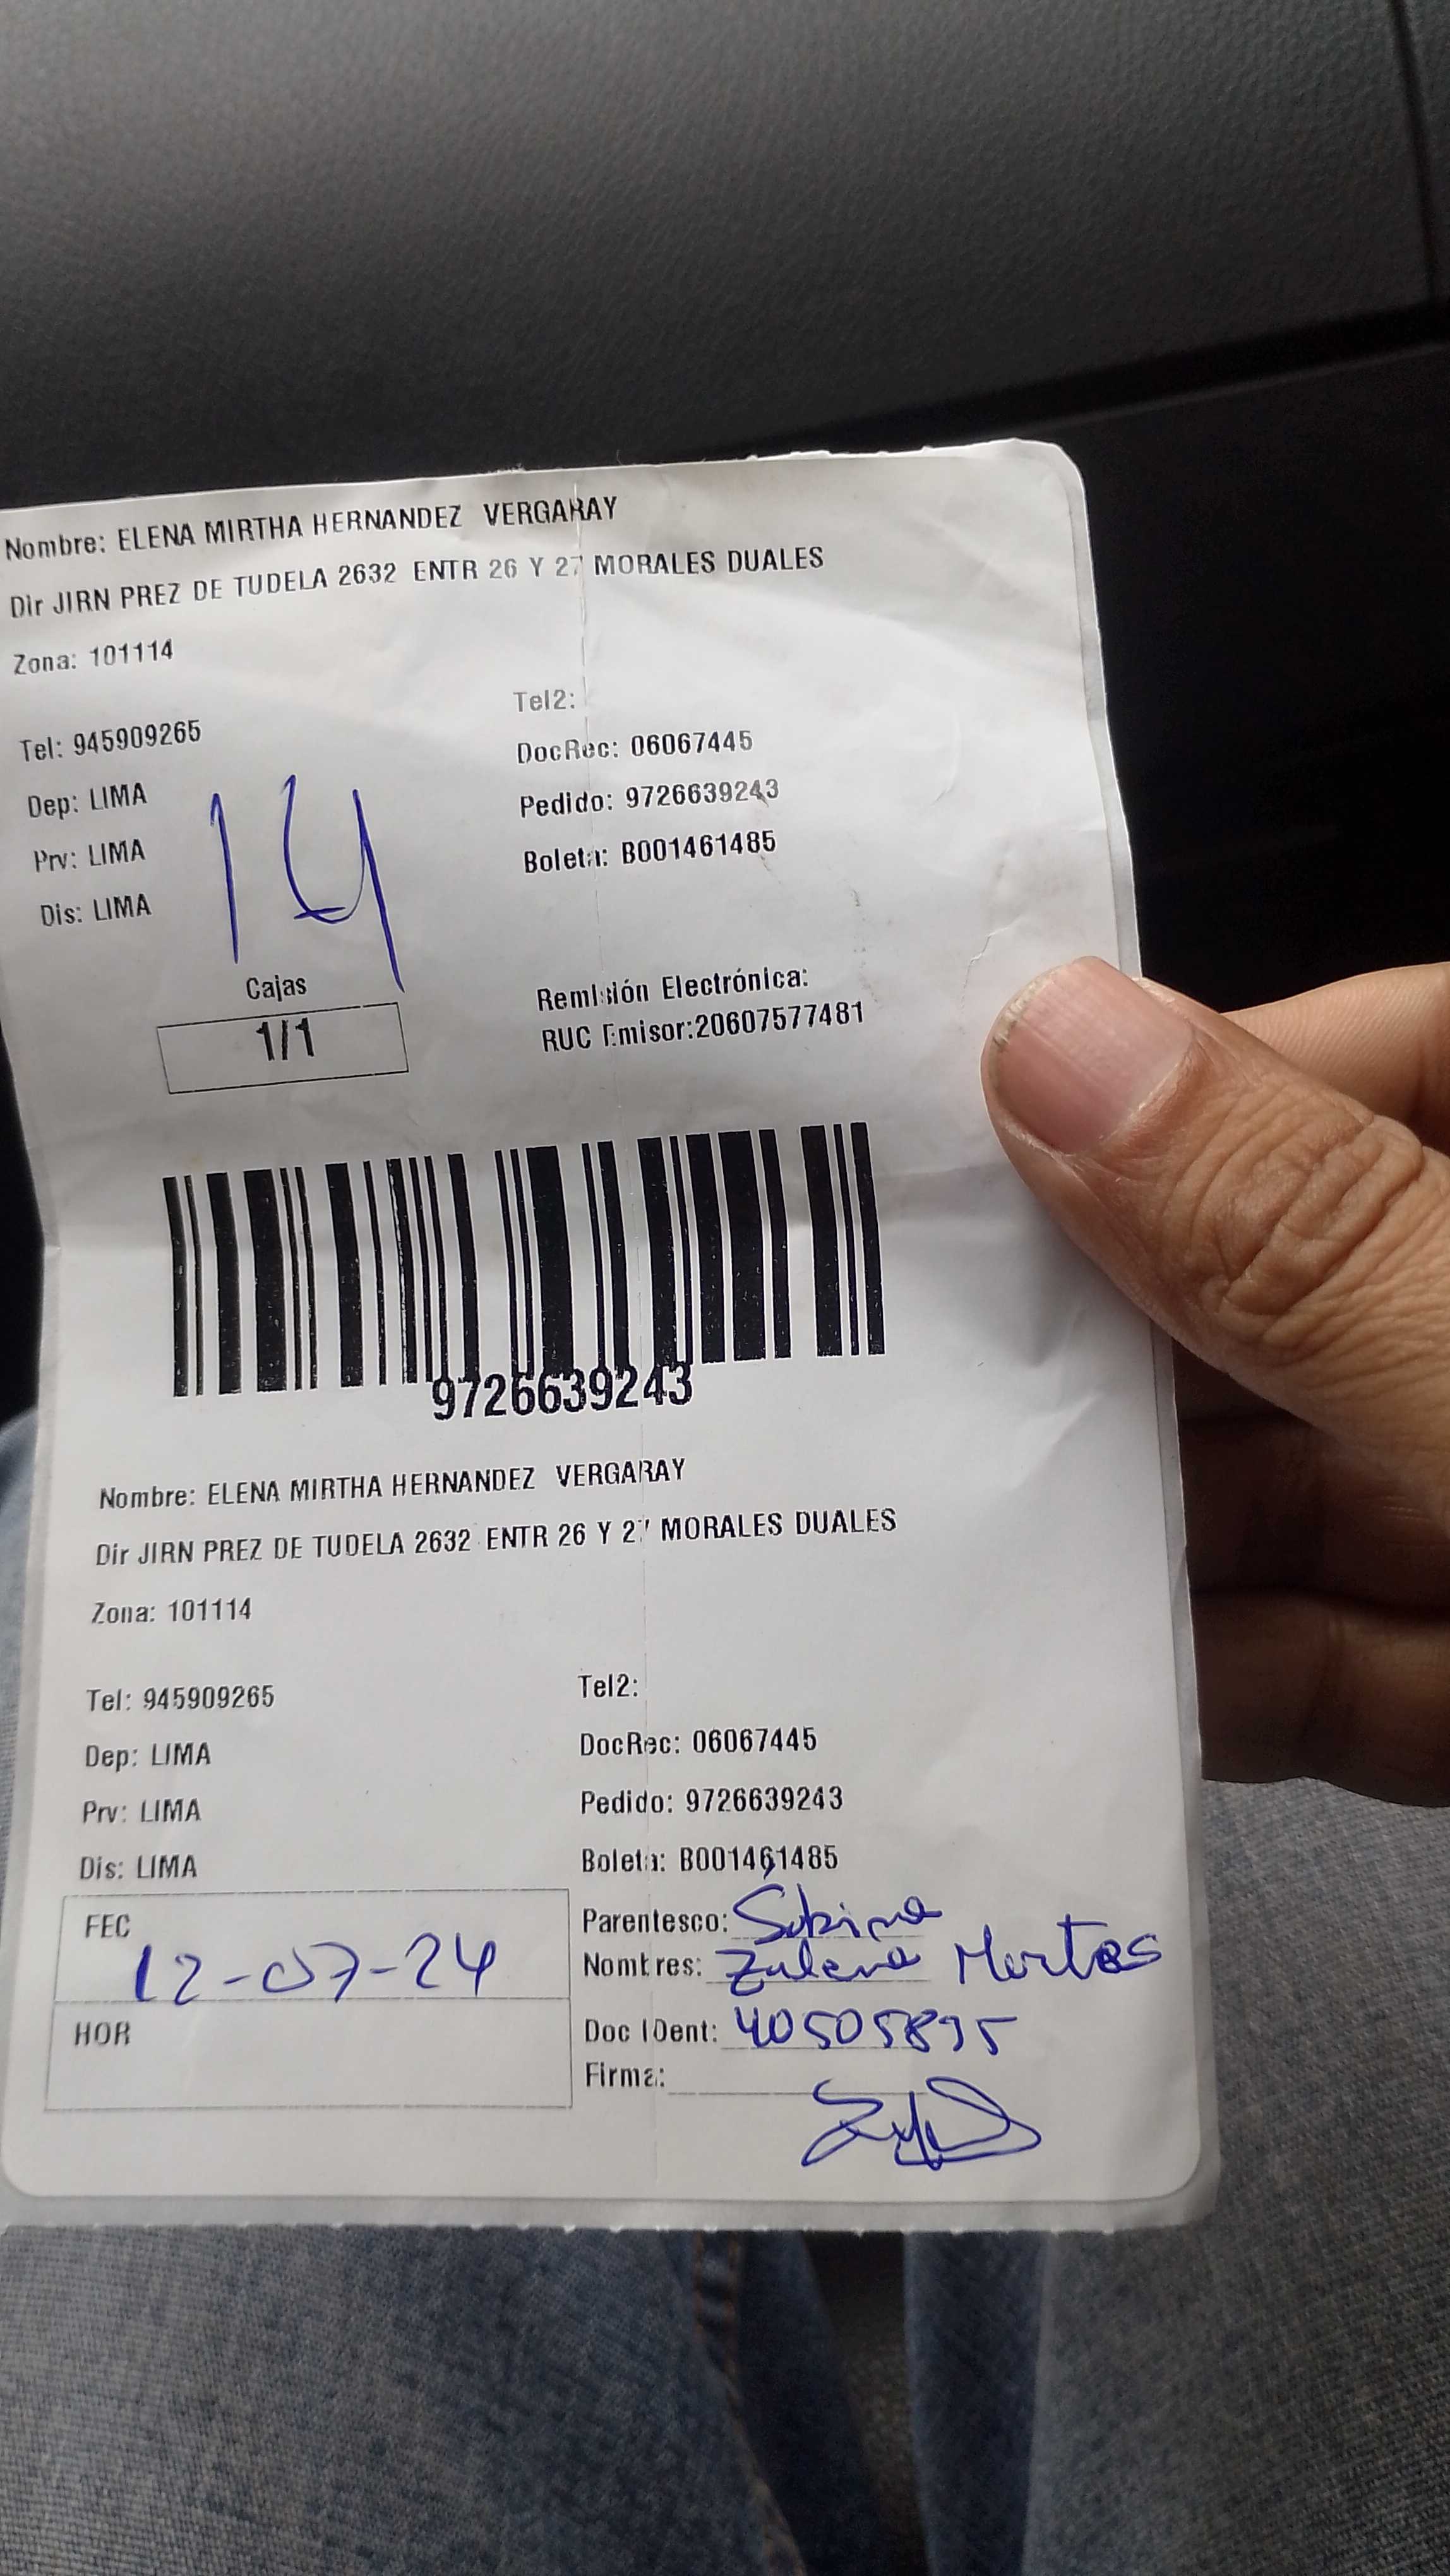 Nombre: ELENA MIRTHA HERNANDEZ VERGARAY
Dir JIRN PREZ DE TUDELA 2632 ENTR 26 Y 27 MORALES DUALES
Zona: 101114
Tel2:
Tel: 945909265
DocRec: 06067445
Dep: LIMA
Pedido: 9726639243
Prv: LIMA
Boleta: B001461485
Dis: LIMA
14
Cajas
1/1
Remisión Electrónica:
RUC Emisor:20607577481
9726639243
Nombre: ELENA MIRTHA HERNANDEZ VERGARAY
Dir JIRN PREZ DE TUDELA 2632 ENTR 26 Y 27 MORALES DUALES
Zona: 101114
Tel: 945909265
Tel2:
Dep: LIMA
DocRec: 06067445
Prv: LIMA
Pedido: 9726639243
Dis: LIMA
Boleta: B001461485
FEC
12-07-24
HOR
Parentesco: Sobrina
Nombres: Zulena
Doc IDent: 40505895
Firma: